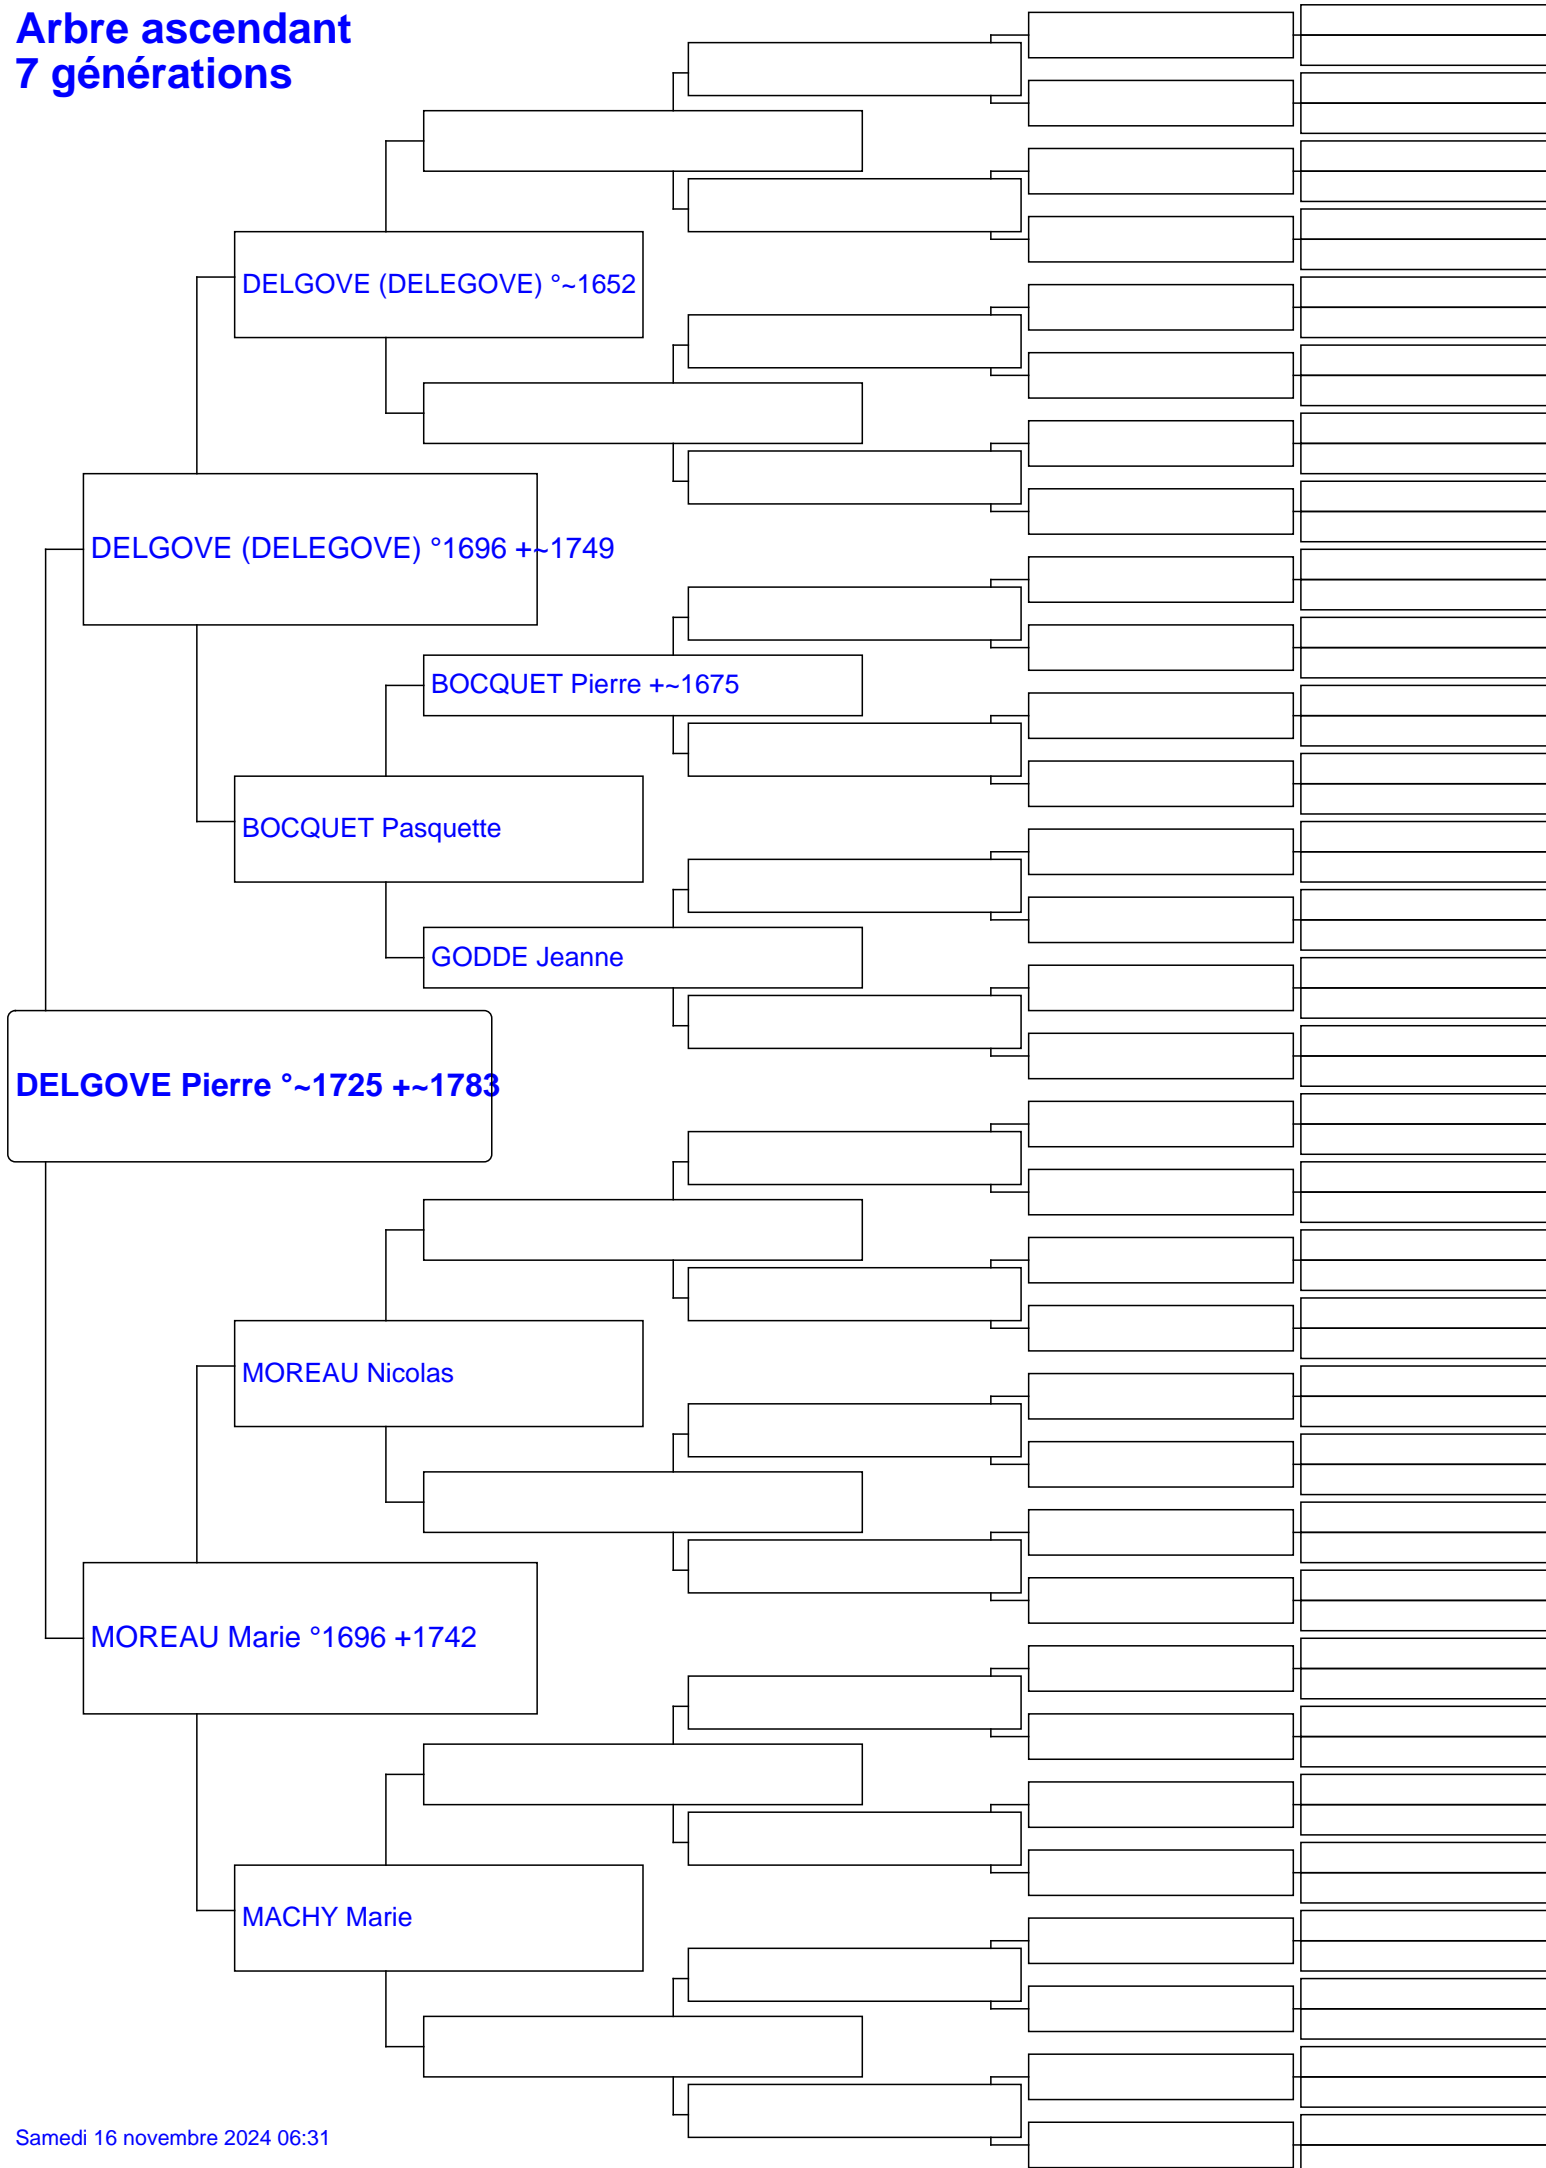 Arbre ascendant
7 générations
DELGOVE (DELEGOVE) °~1652
DELGOVE (DELEGOVE) °1696 +~1749
BOCQUET Pierre +~1675
BOCQUET Pasquette
GODDE Jeanne
DELGOVE Pierre °~1725 +~1783
MOREAU Nicolas
MOREAU Marie °1696 +1742
MACHY Marie
Samedi 16 novembre 2024 06:31